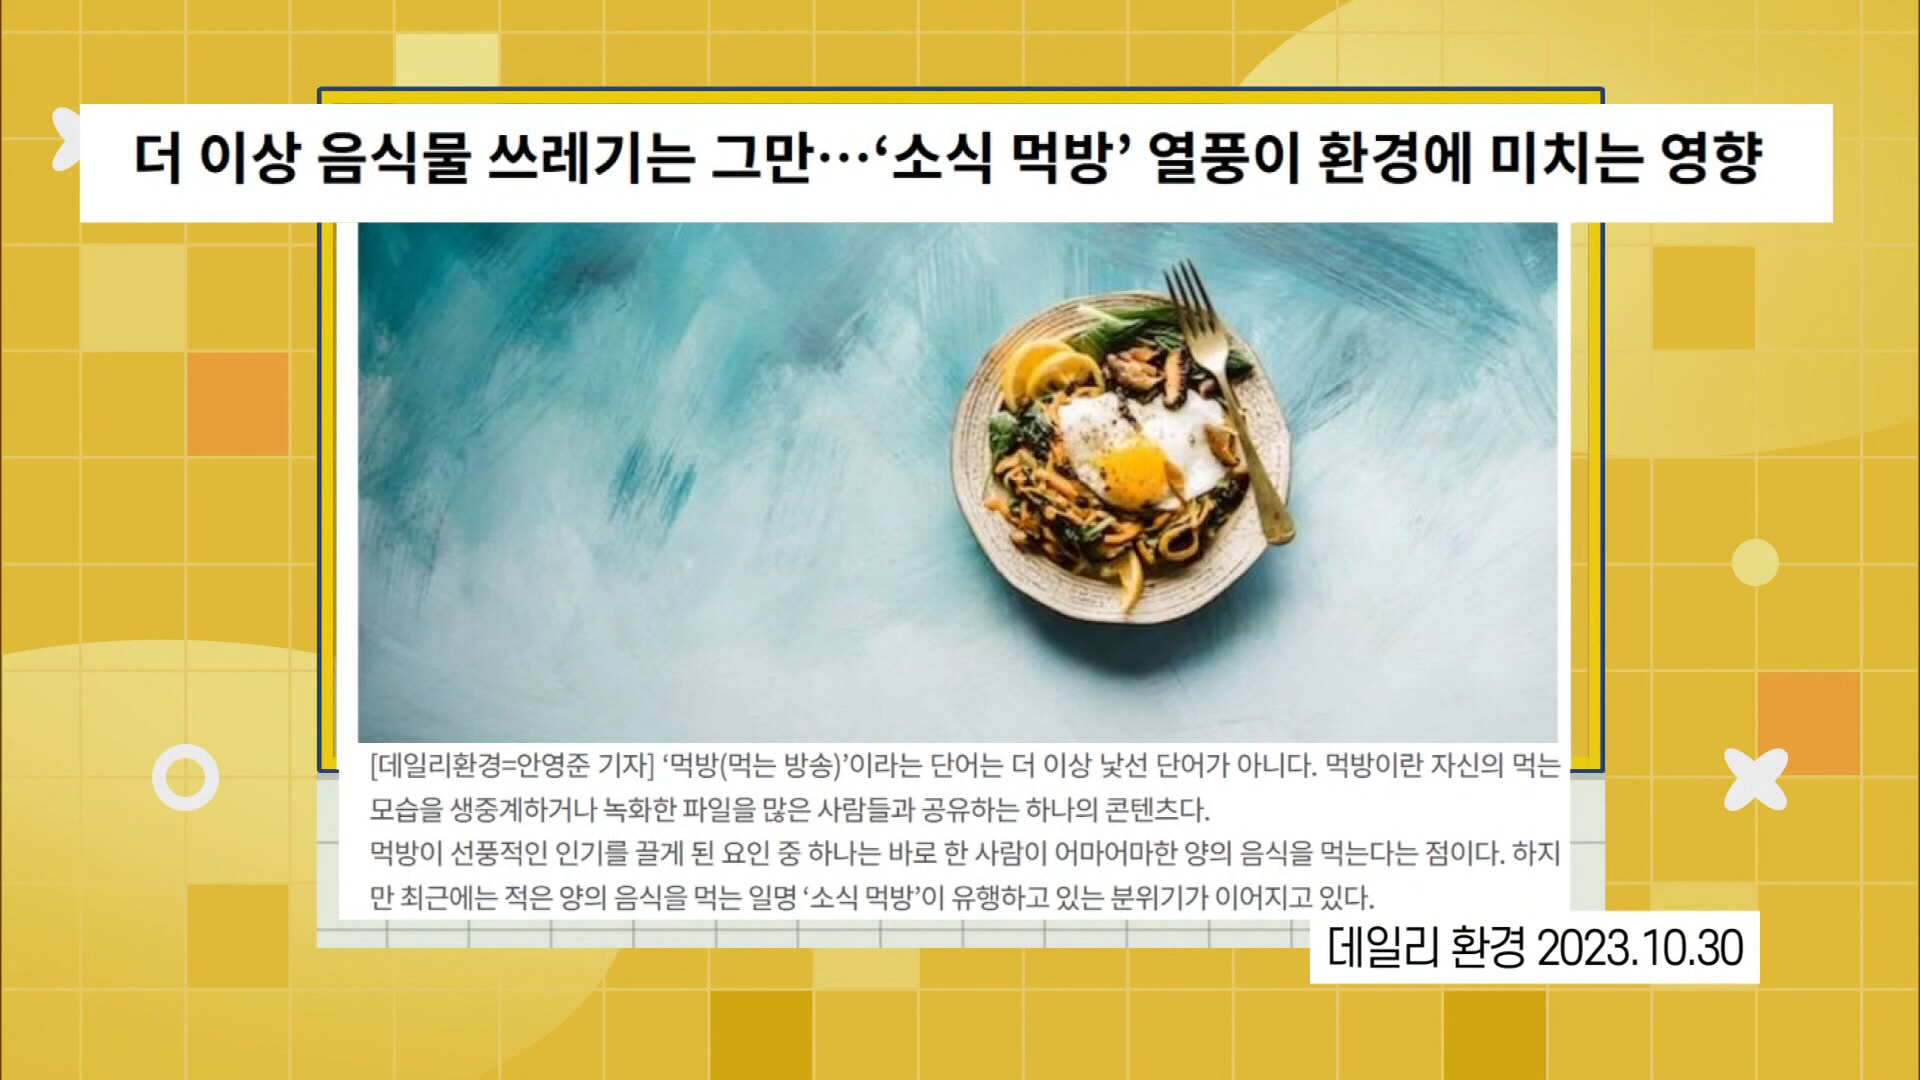 더 이상 음식물 쓰레기는 그만…‘소식 먹방’ 열풍이 환경에 미치는 영향
[데일리환경=안영준 기자] ‘먹방(먹는 방송)’이라는 단어는 더 이상 낯선 단어가 아니다. 먹방이란 자신의 먹는
모습을 생중계하거나 녹화한 파일을 많은 사람들과 공유하는 하나의 콘텐츠다.
먹방이 선풍적인 인기를 끌게 된 요인 중 하나는 바로 한 사람이 어마어마한 양의 음식을 먹는다는 점이다. 하지
만 최근에는 적은 양의 음식을 먹는 일명 ‘소식 먹방’이 유행하고 있는 분위기가 이어지고 있다.
데일리 환경 2023.10.30